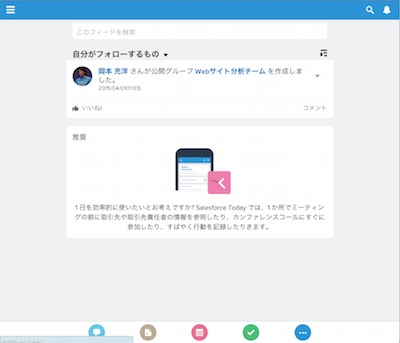 このフィードを検索
自分がフォローするもの
岡本 充洋 さんが公開グループ Webサイト分析チーム を作成しま
した。
2015/04/01(01:03)
いいね!
コメント
推奨
1 日を効率的に使いたいとお考えですか? Salesforce Today では、1 か所でミーティン
グの前に取引先や取引先責任者の情報を参照したり、カンファレンスコールにすぐに
参加したり、すばやく行動を記録したりできます。